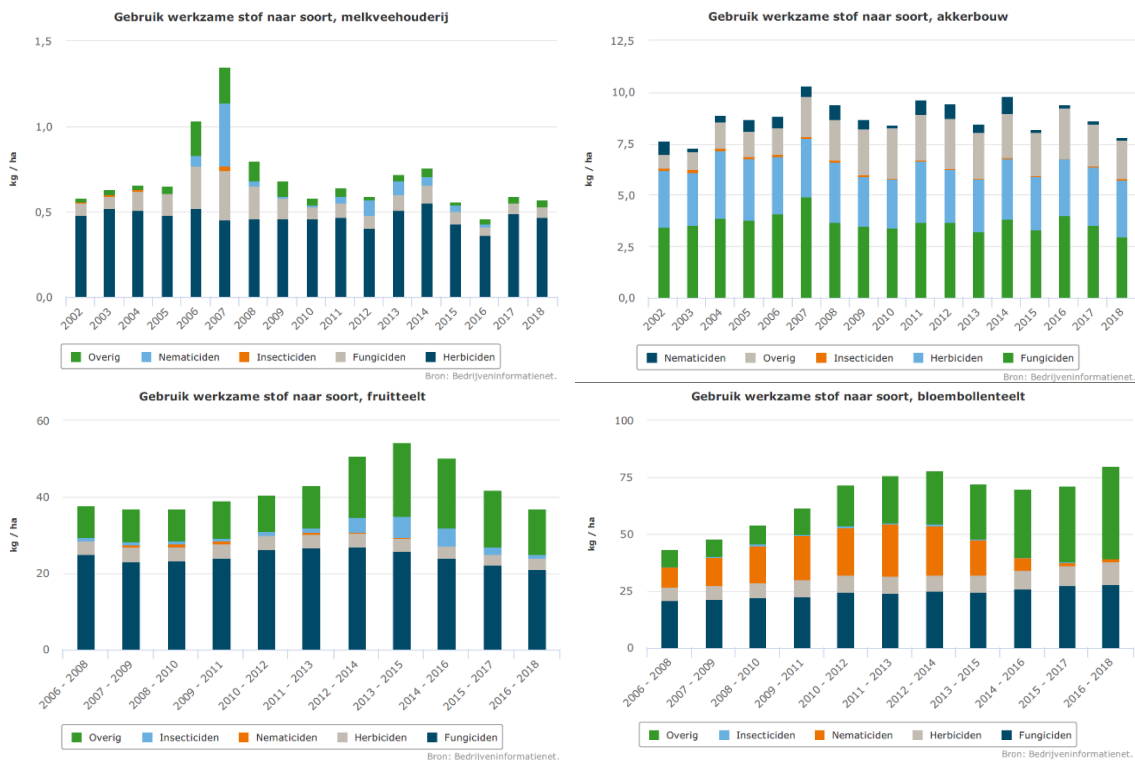 Gebruik werkzame stof naar soort, melkveehouderij
1,5
1,0
0,5
0,0
kg / ha
2002 2003 2004 2005 2006 2007 2008 2009 2010 2011 2012 2013 2014 2015 2016 2017 2018
Overig Nematiciden Insecticiden Fungiciden Herbiciden
Bron: Bedrijveninformatienet.
Gebruik werkzame stof naar soort, akkerbouw
12,5
10,0
7,5
5,0
2,5
0,0
kg / ha
2002 2003 2004 2005 2006 2007 2008 2009 2010 2011 2012 2013 2014 2015 2016 2017 2018
Nematiciden Overig Insecticiden Herbiciden Fungiciden
Bron: Bedrijveninformatienet.
Gebruik werkzame stof naar soort, fruitteelt
60
40
20
0
kg / ha
2006 - 2008 2007 - 2009 2008 - 2010 2009 - 2011 2010 - 2012 2011 - 2013 2012 - 2014 2013 - 2015 2014 - 2016 2015 - 2017 2016 - 2018
Overig Insecticiden Nematiciden Herbiciden Fungiciden
Bron: Bedrijveninformatienet.
Gebruik werkzame stof naar soort, bloembollenteelt
100
75
50
25
0
kg / ha
2006 - 2008 2007 - 2009 2008 - 2010 2009 - 2011 2010 - 2012 2011 - 2013 2012 - 2014 2013 - 2015 2014 - 2016 2015 - 2017 2016 - 2018
Overig Insecticiden Nematiciden Herbiciden Fungiciden
Bron: Bedrijveninformatienet.